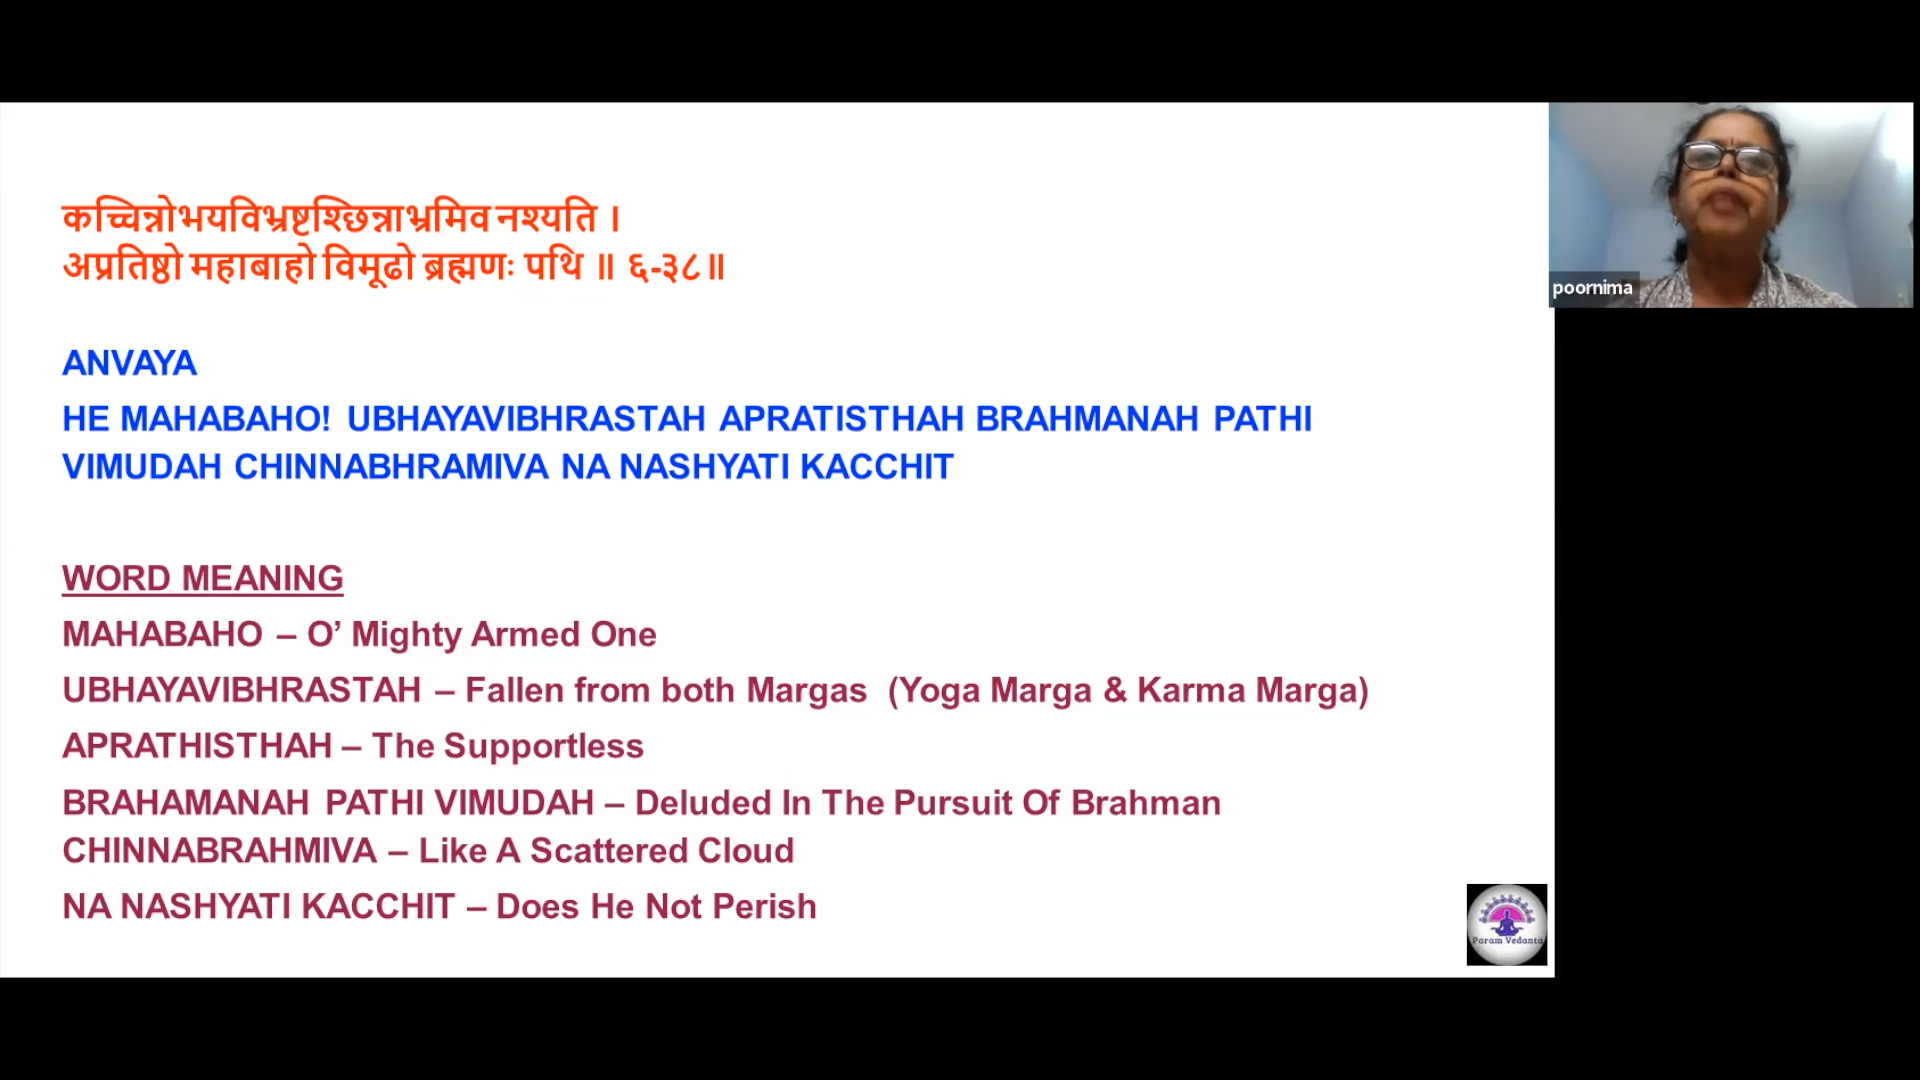 कच्चिन्नोभयविभ्रष्टश्छिन्नाभ्रमिव नश्यति ।
अप्रतिष्ठो महाबाहो विमूढो ब्रह्मणः पथि ॥ ६-३८॥
ANVAYA
HE MAHABAHO! UBHAYAVIBHRASTAH APRATISTHAH BRAHMANAH PATHI
VIMUDAH CHINNABHRAMIVA NA NASHYATI KACCHIT
WORD MEANING
MAHABAHO – O’ Mighty Armed One
UBHAYAVIBHRASTAH – Fallen from both Margas (Yoga Marga & Karma Marga)
APRATHISTHAH – The Supportless
BRAHAMANAH PATHI VIMUDAH – Deluded In The Pursuit Of Brahman
CHINNABRAHMIVA – Like A Scattered Cloud
NA NASHYATI KACCHIT – Does He Not Perish
poornima
Param Vedanta